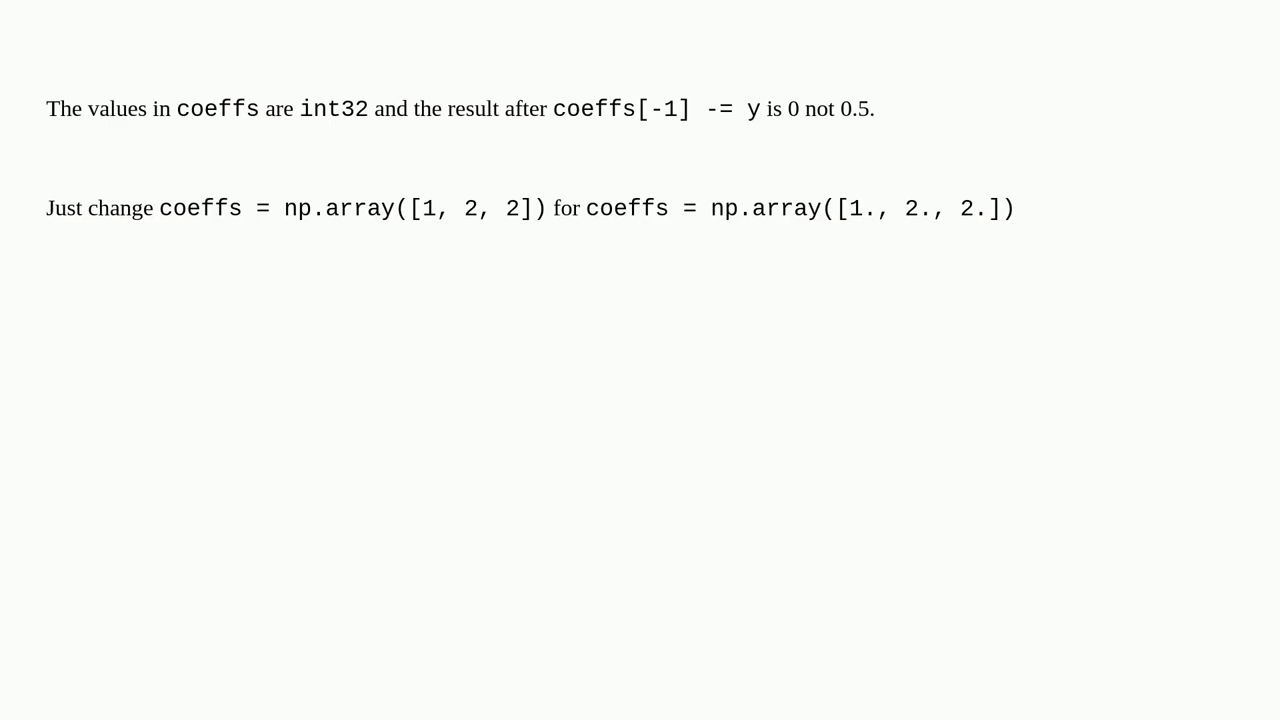 The values in coeffs are int32 and the result after coeffs[-1] -= y is 0 not 0.5.
Just change coeffs = np.array([1, 2, 2]) for coeffs = np.array([1., 2., 2.])